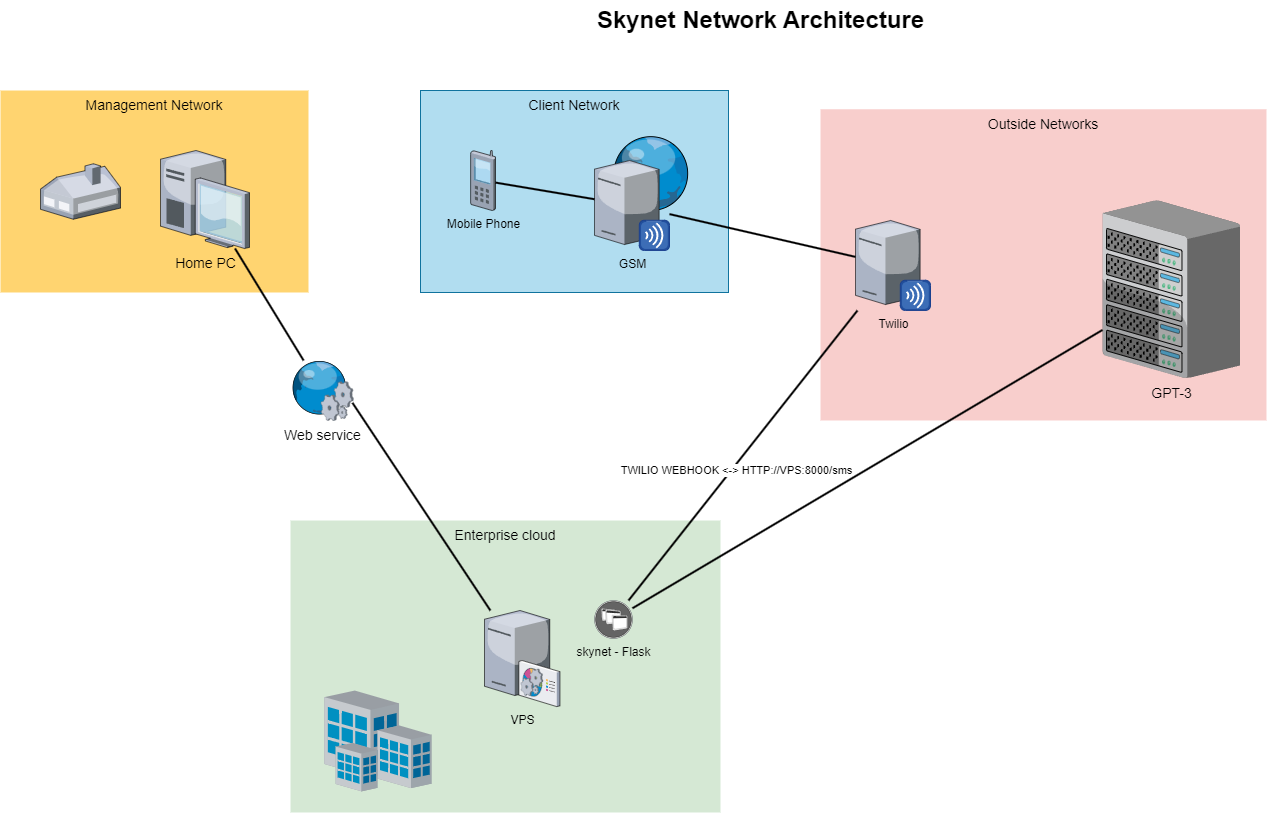 Skynet Network Architecture
Management Network
Client Network
Outside Networks
Mobile Phone
Home PC
GSM
Twilio
GPT-3
Web service
TWILIO WEBHOOK <-> HTTP://VPS:8000/sms
Enterprise cloud
skynet - Flask
VPS